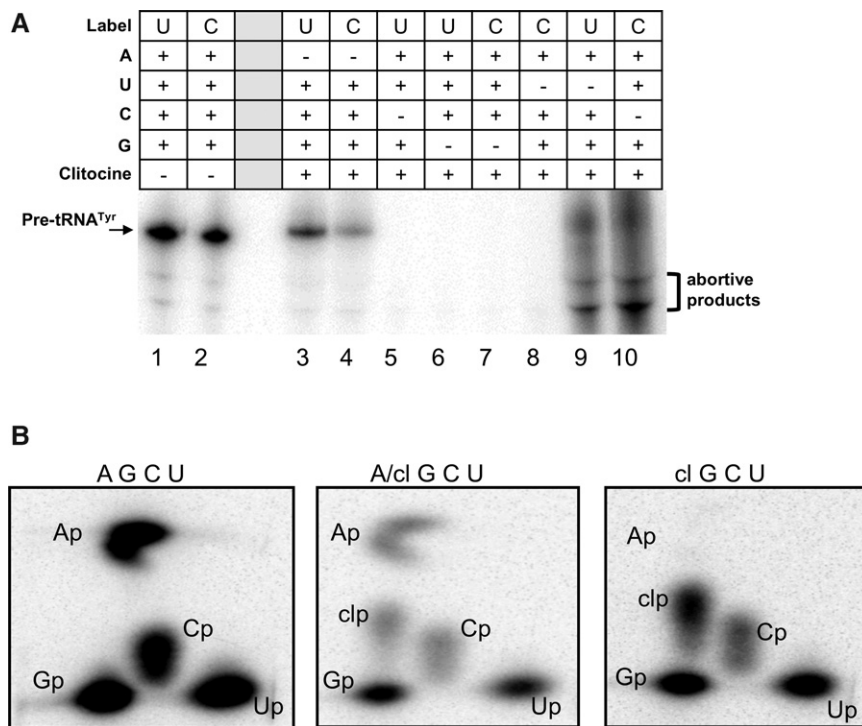 A
Label U C U C U U C C U C
A + + - - + + + + + +
U + + + + + + + - - +
C + + + + - + + + + -
G + + + + + - - + + +
Clitocine - - + + + + + + + +
Pre-tRNATyr
abortive
products
1 2 3 4 5 6 7 8 9 10
B
A G C U A/cl G C U cl G C U
Ap Ap Ap
clp clp
Cp Cp Cp
Gp Gp Gp
Up Up Up